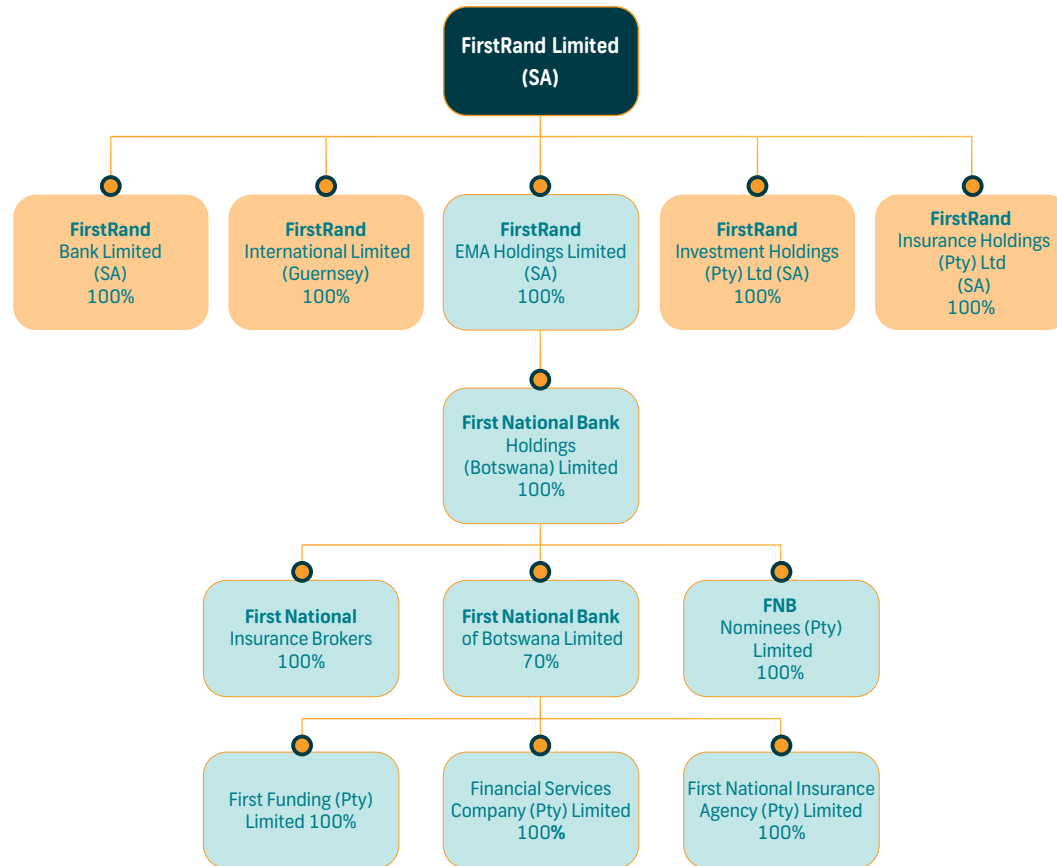 FirstRand Limited
(SA)
FirstRand
Bank Limited
(SA)
100%
FirstRand
International Limited
(Guernsey)
100%
FirstRand
EMA Holdings Limited
(SA)
100%
FirstRand
Investment Holdings
(Pty) Ltd (SA)
100%
FirstRand
Insurance Holdings
(Pty) Ltd
(SA)
100%
First National Bank
Holdings
(Botswana) Limited
100%
First National
Insurance Brokers
100%
First National Bank
of Botswana Limited
70%
FNB
Nominees (Pty)
Limited
100%
First Funding (Pty)
Limited 100%
Financial Services
Company (Pty) Limited
100%
First National Insurance
Agency (Pty) Limited
100%